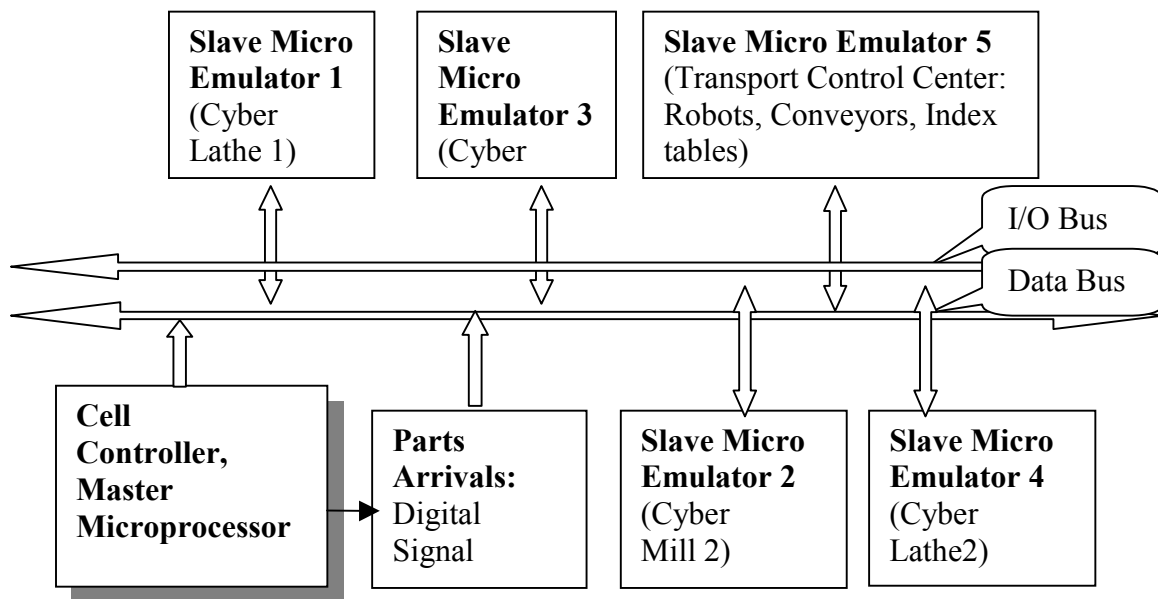 Slave Micro
Emulator 1
(Cyber
Lathe 1)
Slave
Micro
Emulator 3
(Cyber
Slave Micro Emulator 5
(Transport Control Center:
Robots, Conveyors, Index
tables)
I/O Bus
Data Bus
Cell
Controller,
Master
Microprocessor
Parts
Arrivals:
Digital
Signal
Slave Micro
Emulator 2
(Cyber
Mill 2)
Slave Micro
Emulator 4
(Cyber
Lathe2)